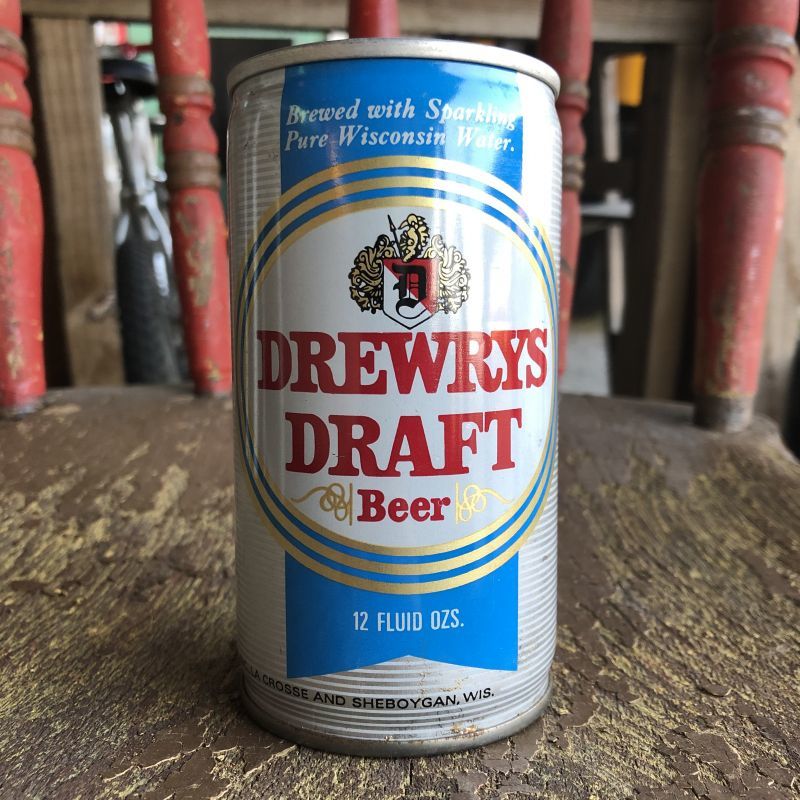 Brewed with Sparkling
Pure Wisconsin Water.
D
DREWRYS
DRAFT
Beer
12 FLUID OZS.
LA CROSSE AND SHEBOYGAN, WIS.